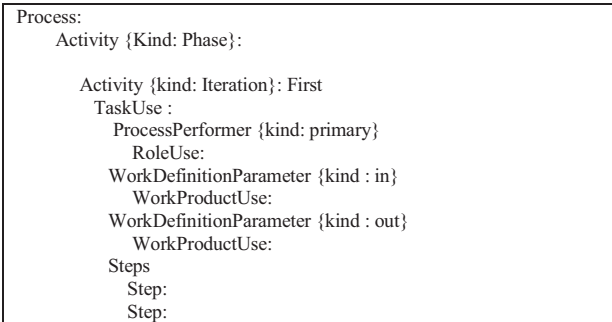 Process:
Activity {Kind: Phase}:
Activity {kind: Iteration}: First
TaskUse :
ProcessPerformer {kind: primary}
RoleUse:
WorkDefinitionParameter {kind : in}
WorkProductUse:
WorkDefinitionParameter {kind : out}
WorkProductUse:
Steps
Step:
Step: